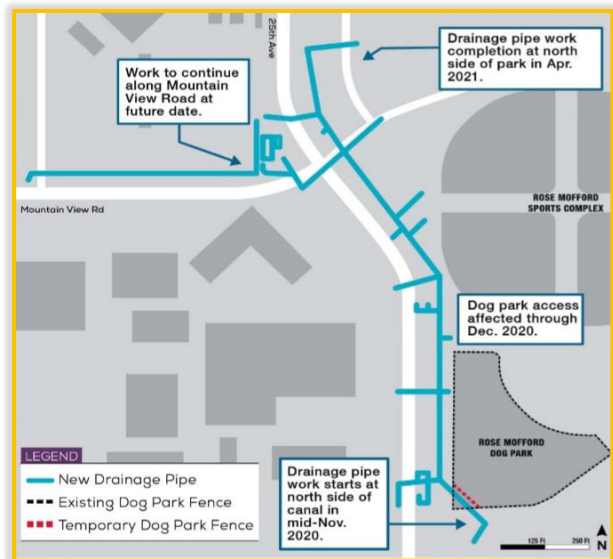 25th Ave
Drainage pipe work
completion at north
side of park in Apr.
2021.
Work to continue
along Mountain
View Road at
future date.
Mountain View Rd
ROSE MOFFORD
SPORTS COMPLEX
Dog park access
affected through
Dec. 2020.
ROSE MOFFORD
DOG PARK
LEGEND
New Drainage Pipe
Existing Dog Park Fence
Temporary Dog Park Fence
Drainage pipe
work starts at
north side of
canal in
mid-Nov.
2020.
125 Ft 250 Ft
N